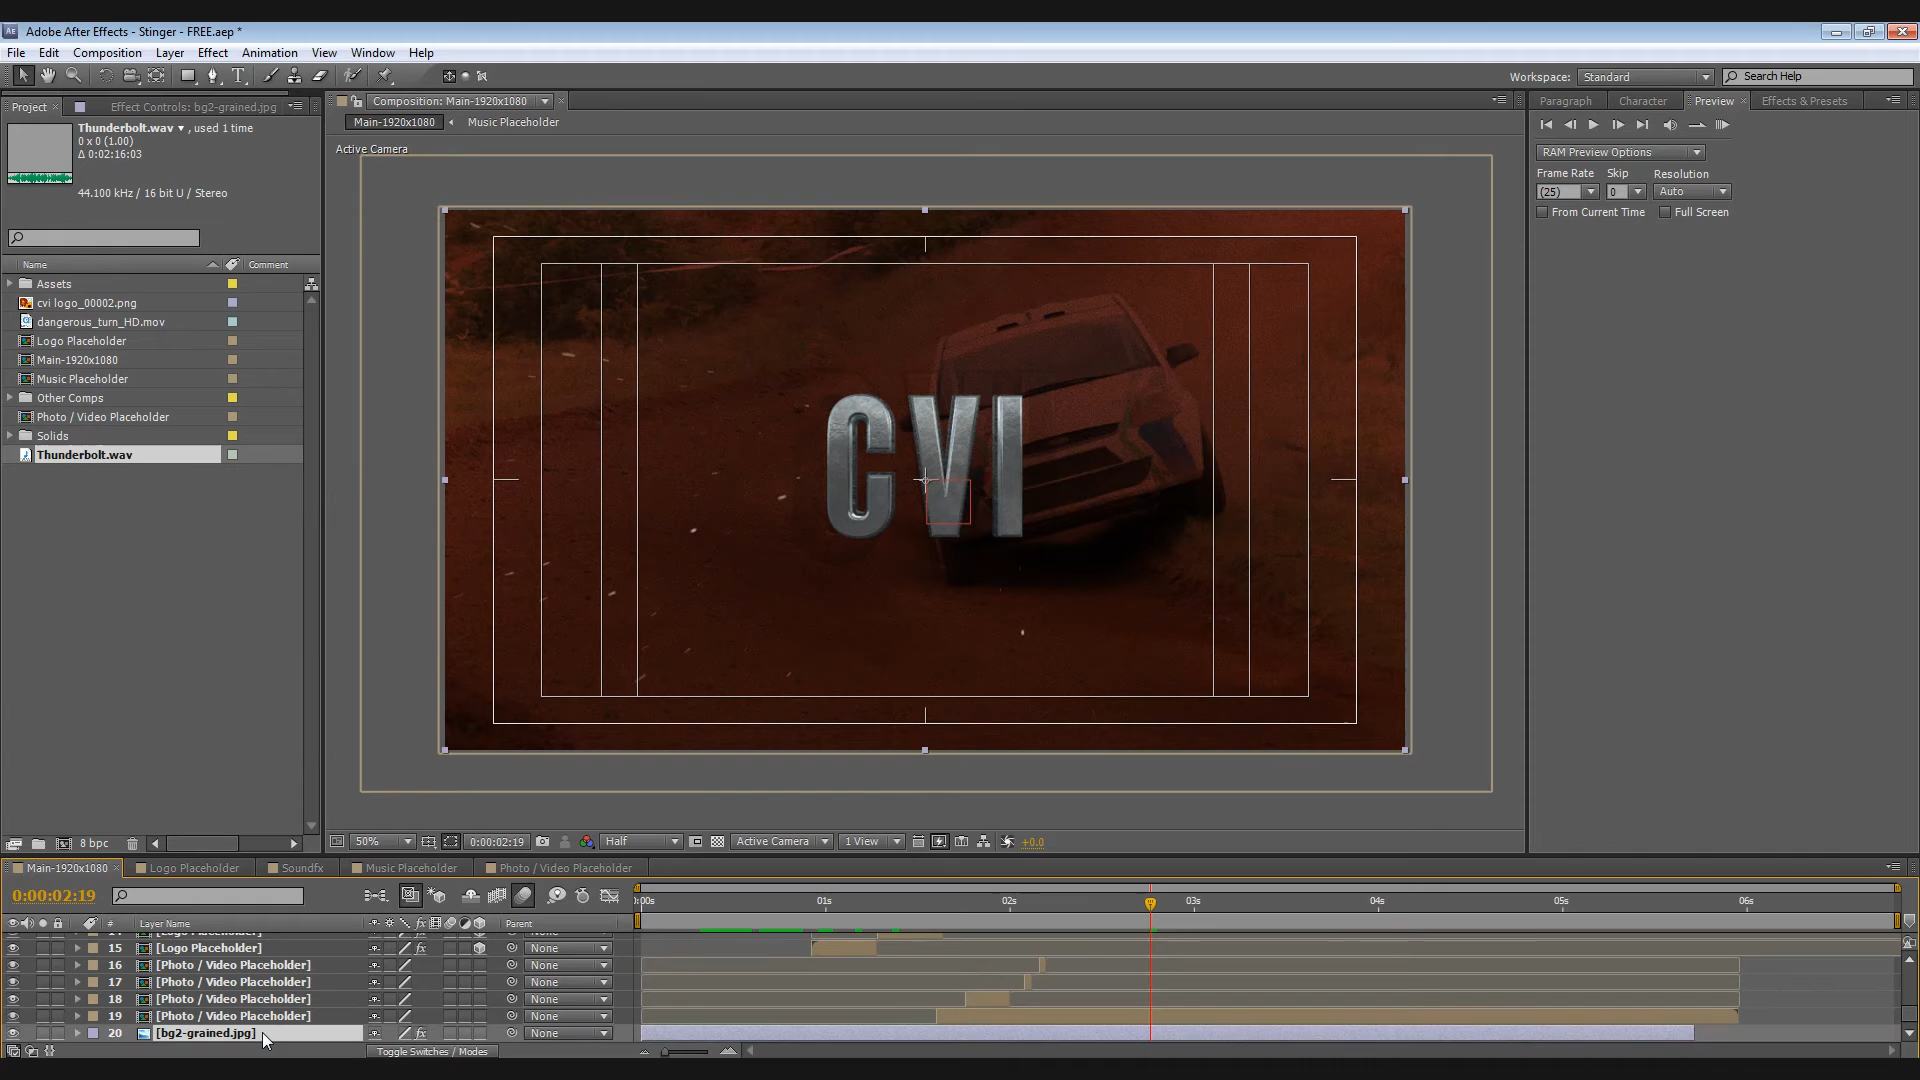 Adobe After Effects - Stinger - FREE.aep *
File Edit Composition Layer Effect Animation View Window Help
Workspace: Standard Search Help
Project Effect Controls: bg2-grained.jpg
Composition: Main-1920x1080
Paragraph Character Preview Effects & Presets
Thunderbolt.wav , used 1 time
0 x 0 (1.00)
Δ 0:02:16:03
44.100 kHz / 16 bit U / Stereo
Main-1920x1080 Music Placeholder
Active Camera
RAM Preview Options
Frame Rate Skip Resolution
(25) 0 Auto
From Current Time Full Screen
Name Comment
Assets
cvi logo_00002.png
dangerous_turn_HD.mov
Logo Placeholder
Main-1920x1080
Music Placeholder
Other Comps
Photo / Video Placeholder
Solids
Thunderbolt.wav
CVI
8 bpc
50% 0:00:02:19 Half Active Camera 1 View +0.0
Main-1920x1080 Logo Placeholder Soundfx Music Placeholder Photo / Video Placeholder
0:00:02:19
01s 02s 03s 04s 05s 06s
# Layer Name Parent
15 [Logo Placeholder] None
16 [Photo / Video Placeholder] None
17 [Photo / Video Placeholder] None
18 [Photo / Video Placeholder] None
19 [Photo / Video Placeholder] None
20 [bg2-grained.jpg] None
Toggle Switches / Modes